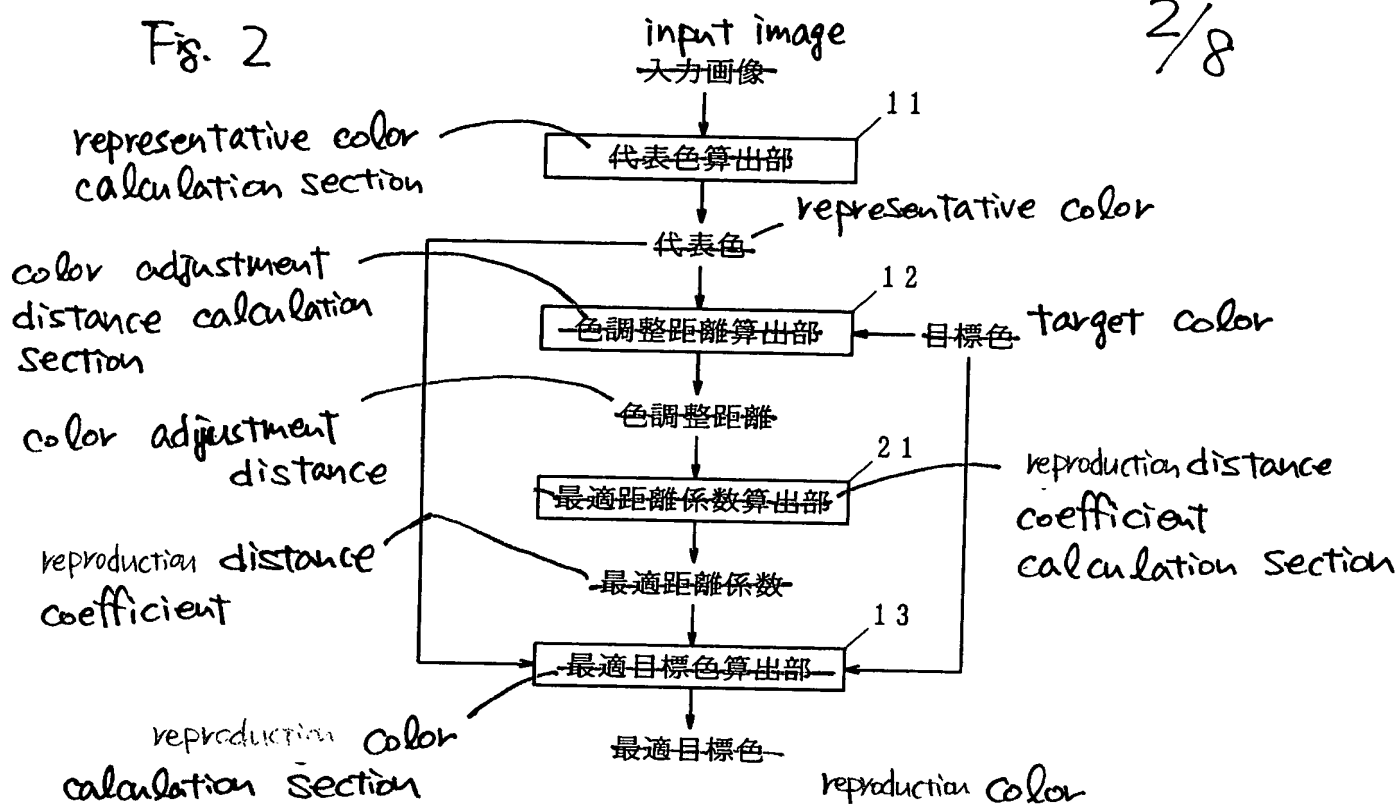 Fig. 2
2/8
input image
入力画像
11
representative color
calculation section
代表色算出部
representative color
代表色
color adjustment
distance calculation
section
12
色調整距離算出部
目標色 target color
色調整距離
color adjustment
distance
21
最適距離係数算出部
reproduction distance
coefficient
calculation section
reproduction distance
coefficient
最適距離係数
13
最適目標色算出部
reproduction color
calculation section
最適目標色
reproduction color